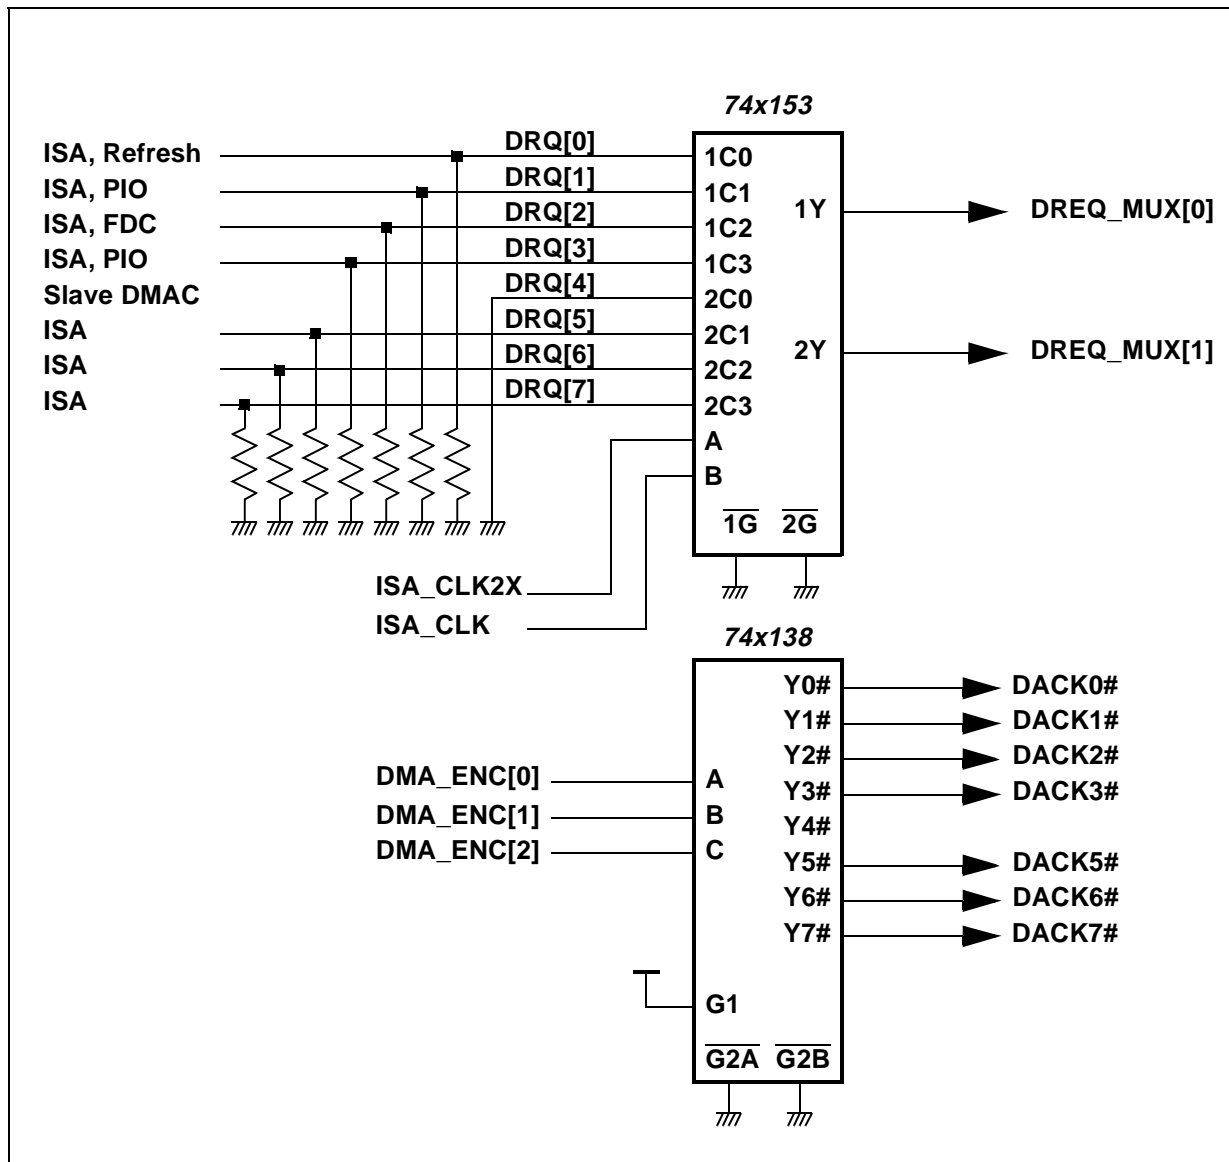 74x153
ISA, Refresh
ISA, PIO
ISA, FDC
ISA, PIO
Slave DMAC
ISA
ISA
ISA
DRQ[0]
DRQ[1]
DRQ[2]
DRQ[3]
DRQ[4]
DRQ[5]
DRQ[6]
DRQ[7]
1C0
1C1
1C2
1C3
2C0
2C1
2C2
2C3
A
B
1Y
2Y
1G 2G
DREQ_MUX[0]
DREQ_MUX[1]
ISA_CLK2X
ISA_CLK
74x138
DMA_ENC[0]
DMA_ENC[1]
DMA_ENC[2]
A
B
C
G1
Y0#
Y1#
Y2#
Y3#
Y4#
Y5#
Y6#
Y7#
G2A G2B
DACK0#
DACK1#
DACK2#
DACK3#
DACK5#
DACK6#
DACK7#